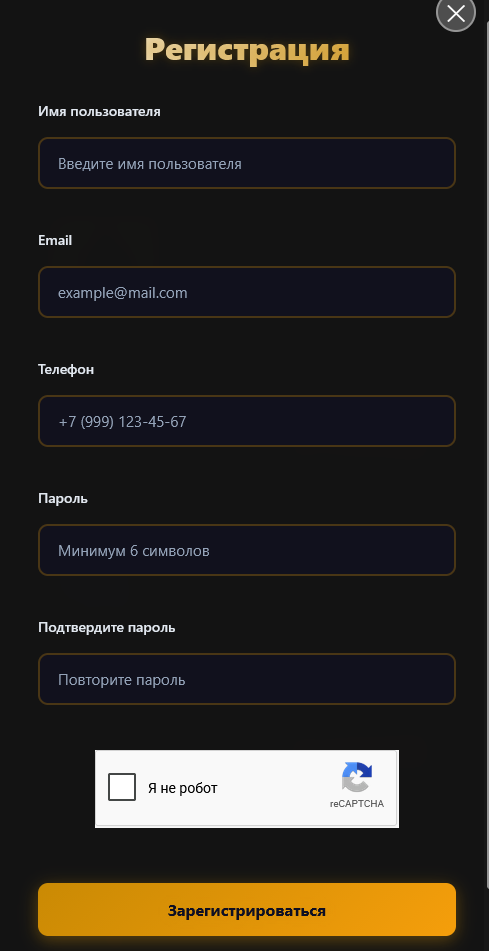 Регистрация
Имя пользователя
Введите имя пользователя
Email
example@mail.com
Телефон
+7 (999) 123-45-67
Пароль
Минимум 6 символов
Подтвердите пароль
Повторите пароль
Я не робот
reCAPTCHA
Зарегистрироваться